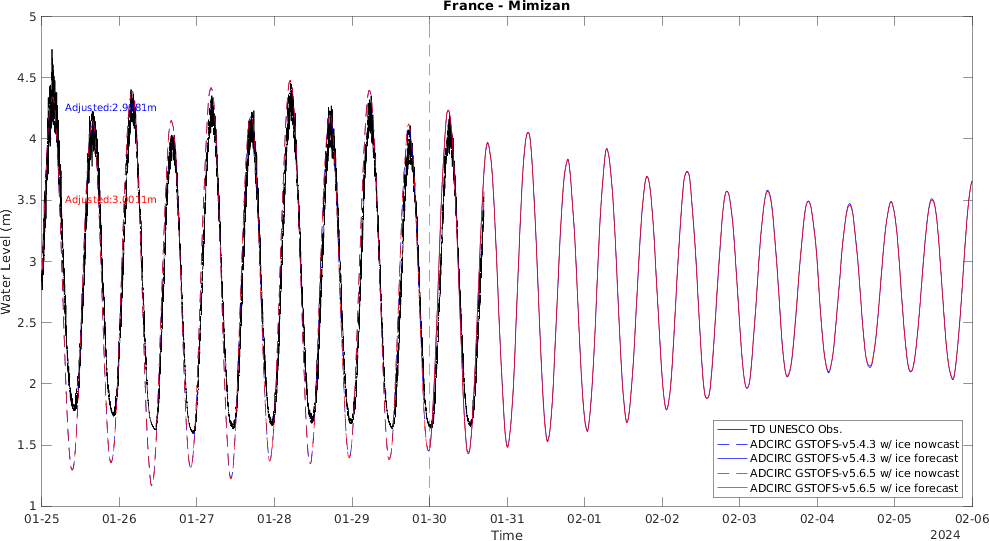 France - Mimizan
Water Level (m)
5
4.5
4
3.5
3
2.5
2
1.5
1
Adjusted:3.0011m
TD UNESCO Obs.
ADCIRC GSTOFS-v5.4.3 w/ ice nowcast
ADCIRC GSTOFS-v5.4.3 w/ ice forecast
ADCIRC GSTOFS-v5.6.5 w/ ice nowcast
ADCIRC GSTOFS-v5.6.5 w/ ice forecast
01-25 01-26 01-27 01-28 01-29 01-30 01-31 02-01 02-02 02-03 02-04 02-05 02-06
Time
2024